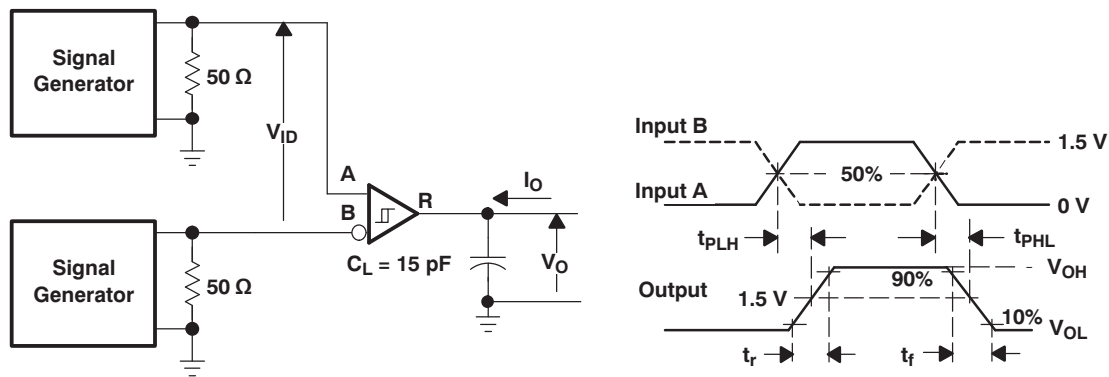 Signal
Generator
50 Ω
V_ID
A
B
R
I_O
C_L = 15 pF
V_O
Signal
Generator
50 Ω
Input B
1.5 V
50%
Input A
0 V
t_PLH
t_PHL
V_OH
90%
Output
1.5 V
10%
V_OL
t_r
t_f